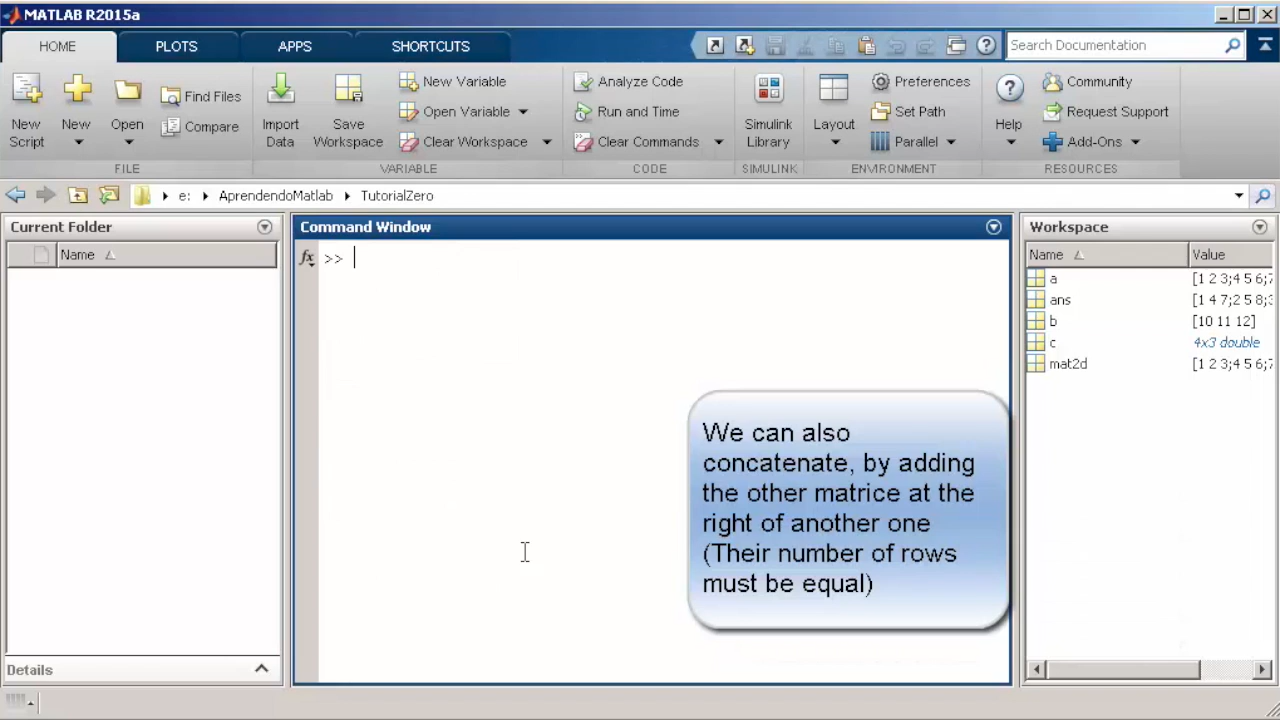 MATLAB R2015a
HOME PLOTS APPS SHORTCUTS
Search Documentation
New Script
New
Open
Find Files
Compare
FILE
Import Data
Save Workspace
New Variable
Open Variable
Clear Workspace
VARIABLE
Analyze Code
Run and Time
Clear Commands
CODE
Simulink Library
SIMULINK
Layout
Preferences
Set Path
Parallel
ENVIRONMENT
Help
Community
Request Support
Add-Ons
RESOURCES
e: AprendendoMatlab TutorialZero
Current Folder
Name
Details
Command Window
fx >>
We can also
concatenate, by adding
the other matrice at the
right of another one
(Their number of rows
must be equal)
Workspace
Name Value
a [1 2 3;4 5 6;7
ans [1 4 7;2 5 8;3
b [10 11 12]
c 4x3 double
mat2d [1 2 3;4 5 6;7